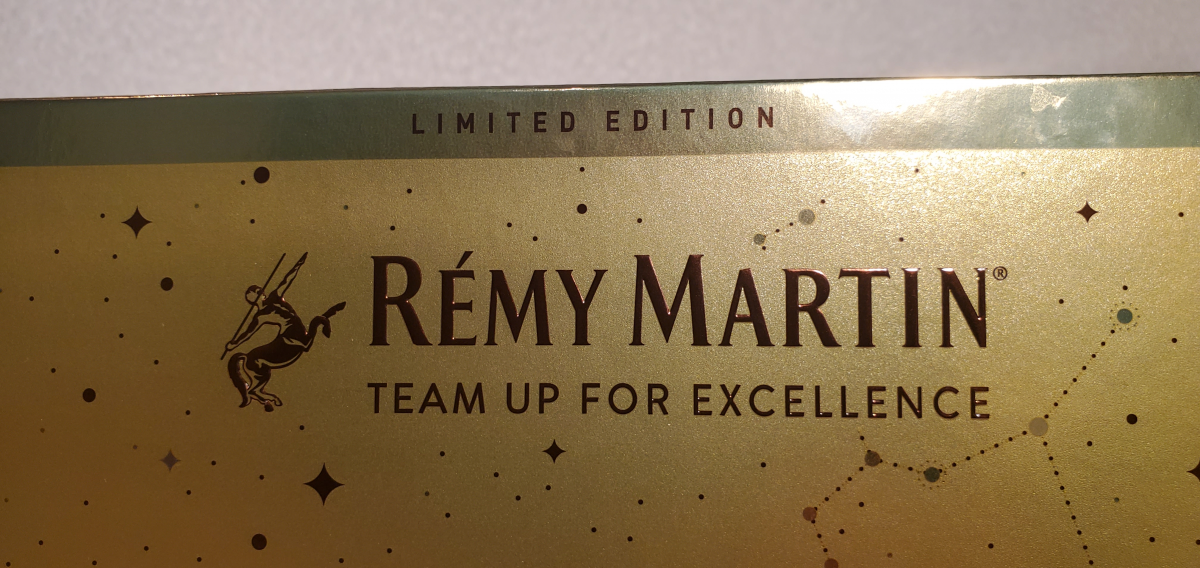 LIMITED EDITION
RÉMY MARTIN®
TEAM UP FOR EXCELLENCE